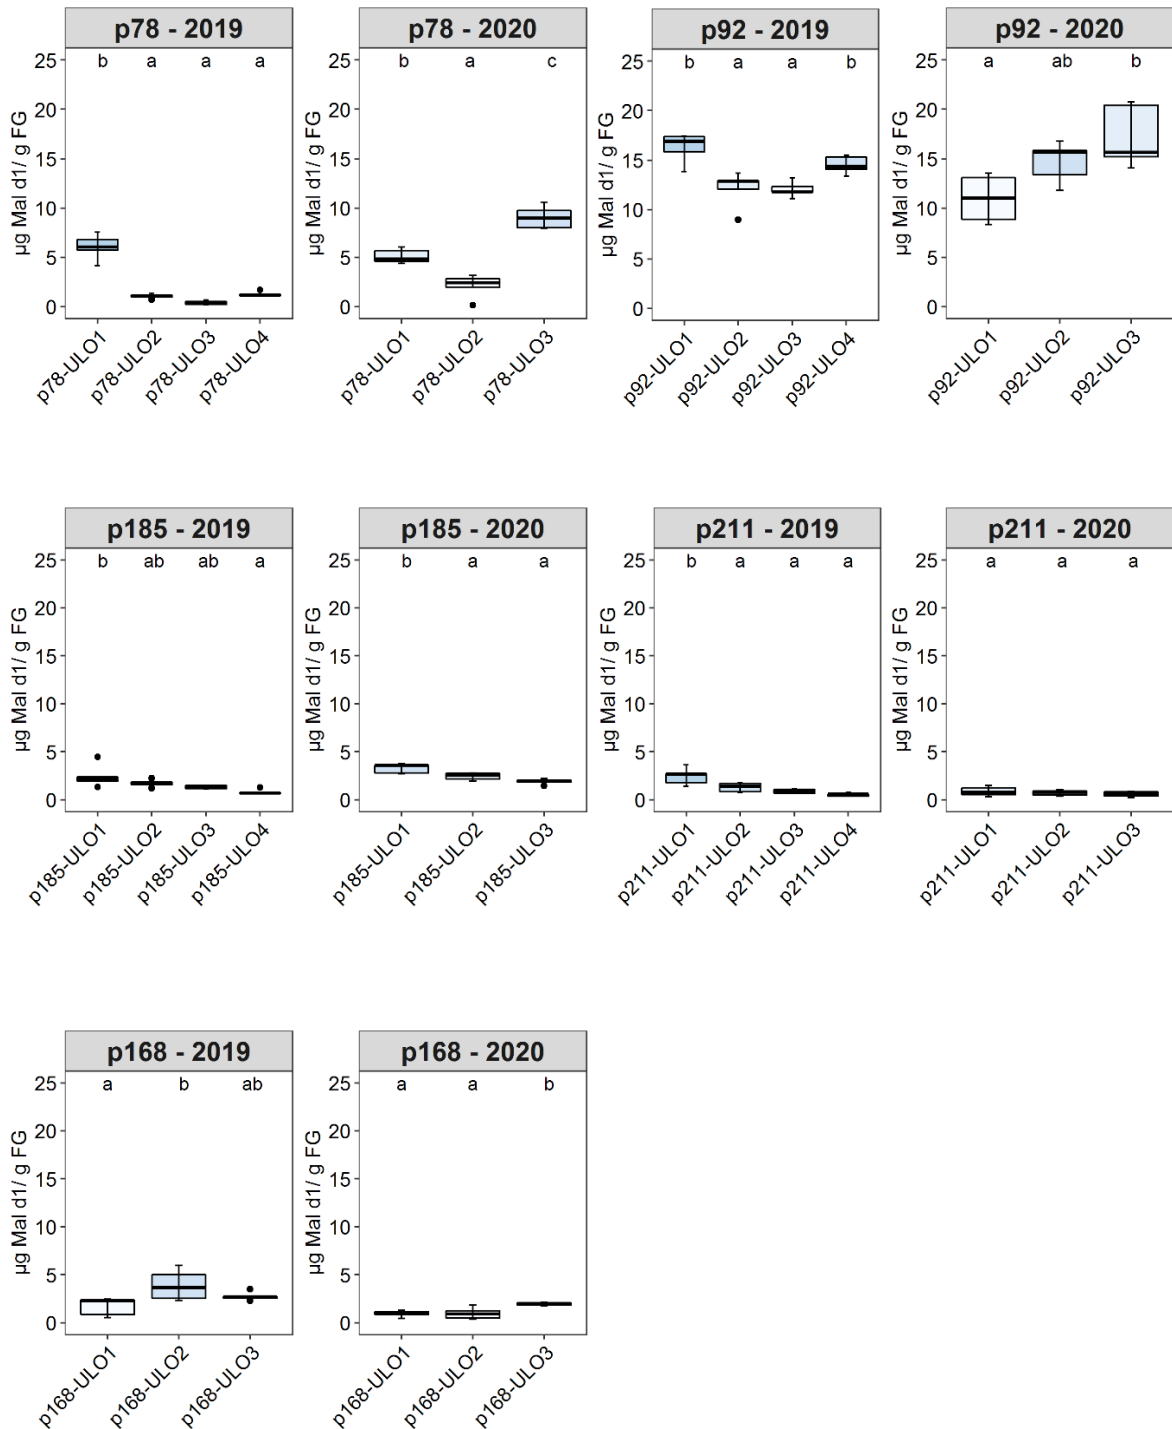 p78 - 2019
b a a a
µg Mal d1/ g FG
25
20
15
10
5
0
p78-ULO1
p78-ULO2
p78-ULO3
p78-ULO4
p78 - 2020
b a c
µg Mal d1/ g FG
25
20
15
10
5
0
p78-ULO1
p78-ULO2
p78-ULO3
p92 - 2019
b a a b
µg Mal d1/ g FG
25
20
15
10
5
0
p92-ULO1
p92-ULO2
p92-ULO3
p92-ULO4
p92 - 2020
a ab b
µg Mal d1/ g FG
25
20
15
10
5
0
p92-ULO1
p92-ULO2
p92-ULO3
p185 - 2019
b ab ab a
µg Mal d1/ g FG
25
20
15
10
5
0
p185-ULO1
p185-ULO2
p185-ULO3
p185-ULO4
p185 - 2020
b a a
µg Mal d1/ g FG
25
20
15
10
5
0
p185-ULO1
p185-ULO2
p185-ULO3
p211 - 2019
b a a a
µg Mal d1/ g FG
25
20
15
10
5
0
p211-ULO1
p211-ULO2
p211-ULO3
p211-ULO4
p211 - 2020
a a a
µg Mal d1/ g FG
25
20
15
10
5
0
p211-ULO1
p211-ULO2
p211-ULO3
p168 - 2019
a b ab
µg Mal d1/ g FG
25
20
15
10
5
0
p168-ULO1
p168-ULO2
p168-ULO3
p168 - 2020
a a b
µg Mal d1/ g FG
25
20
15
10
5
0
p168-ULO1
p168-ULO2
p168-ULO3